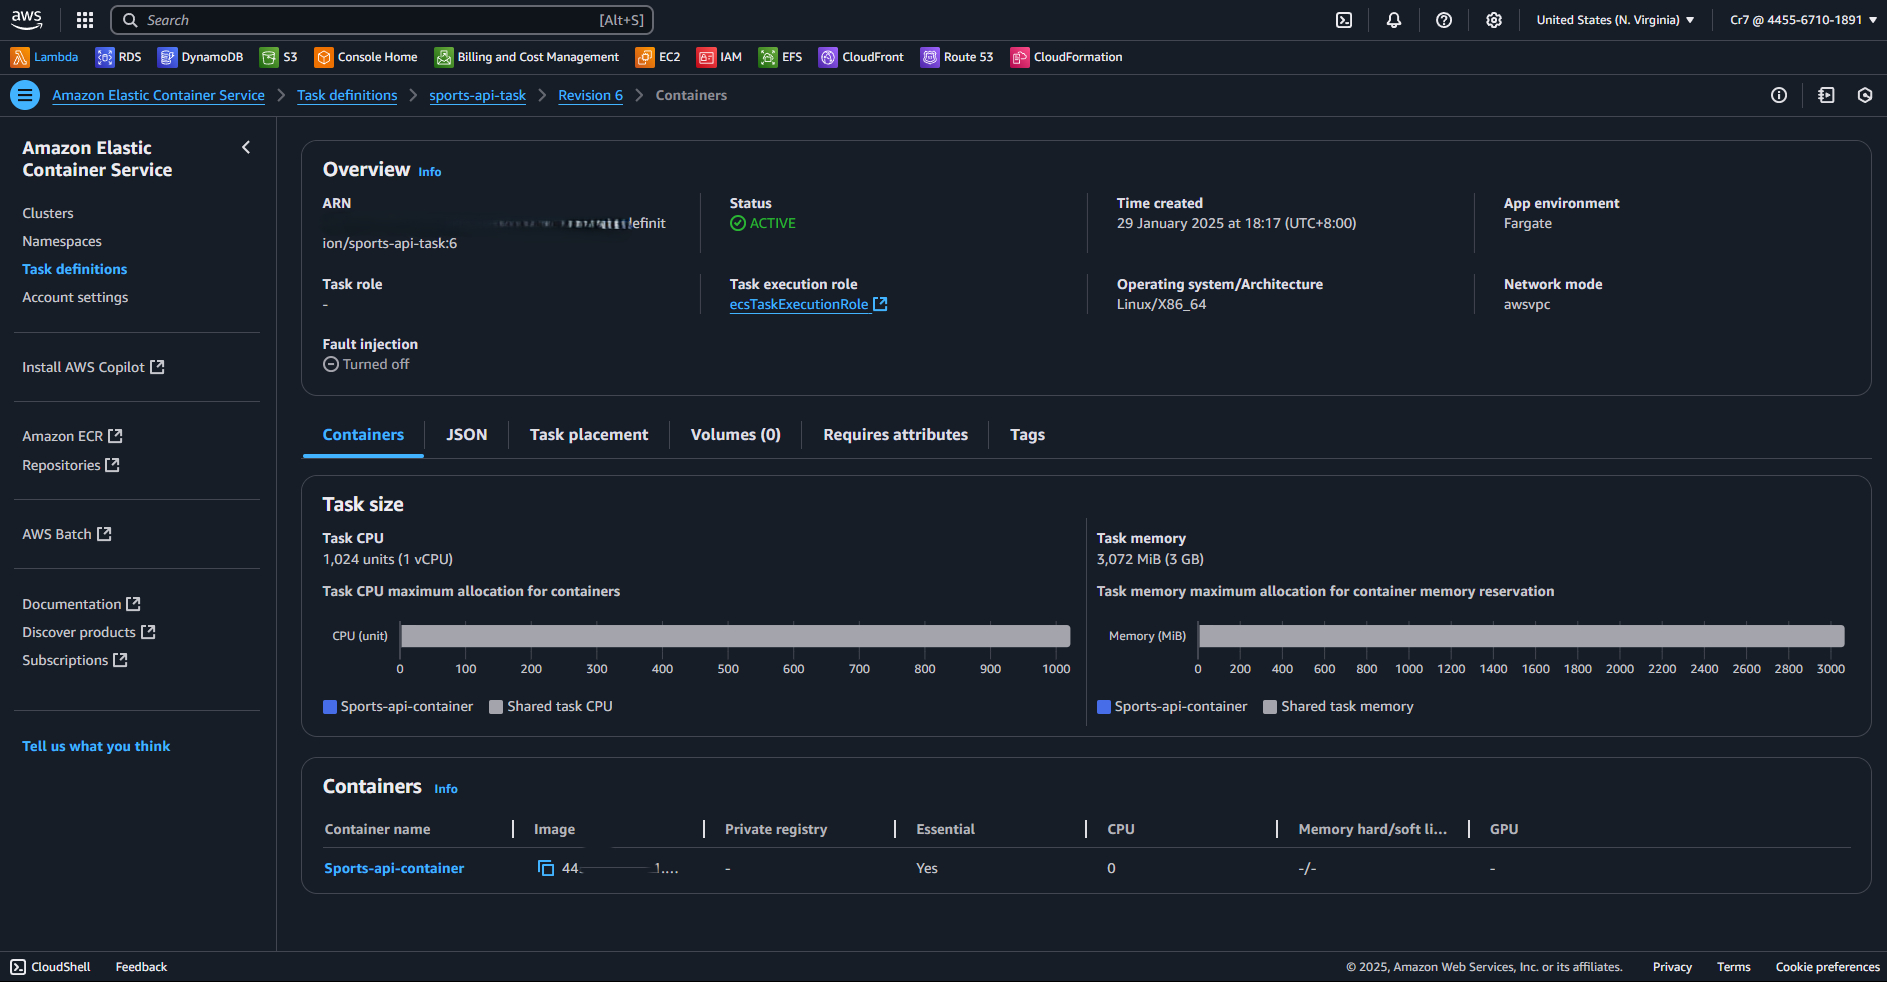 aws
Search [Alt+S]
United States (N. Virginia)
Cr7 @ 4455-6710-1891
Lambda RDS DynamoDB S3 Console Home Billing and Cost Management EC2 IAM EFS CloudFront Route 53 CloudFormation
Amazon Elastic Container Service Task definitions sports-api-task Revision 6 Containers
Amazon Elastic
Container Service
Clusters
Namespaces
Task definitions
Account settings
Install AWS Copilot
Amazon ECR
Repositories
AWS Batch
Documentation
Discover products
Subscriptions
Tell us what you think
Overview Info
ARN
definit
ion/sports-api-task:6
Status
ACTIVE
Time created
29 January 2025 at 18:17 (UTC+8:00)
App environment
Fargate
Task role
-
Task execution role
ecsTaskExecutionRole
Operating system/Architecture
Linux/X86_64
Network mode
awsvpc
Fault injection
Turned off
Containers JSON Task placement Volumes (0) Requires attributes Tags
Task size
Task CPU
1,024 units (1 vCPU)
Task CPU maximum allocation for containers
CPU (unit)
0 100 200 300 400 500 600 700 800 900 1000
Sports-api-container Shared task CPU
Task memory
3,072 MiB (3 GB)
Task memory maximum allocation for container memory reservation
Memory (MiB)
0 200 400 600 800 1000 1200 1400 1600 1800 2000 2200 2400 2600 2800 3000
Sports-api-container Shared task memory
Containers Info
Container name Image Private registry Essential CPU Memory hard/soft li... GPU
Sports-api-container 44 1.... - Yes 0 -/- -
CloudShell Feedback
© 2025, Amazon Web Services, Inc. or its affiliates. Privacy Terms Cookie preferences